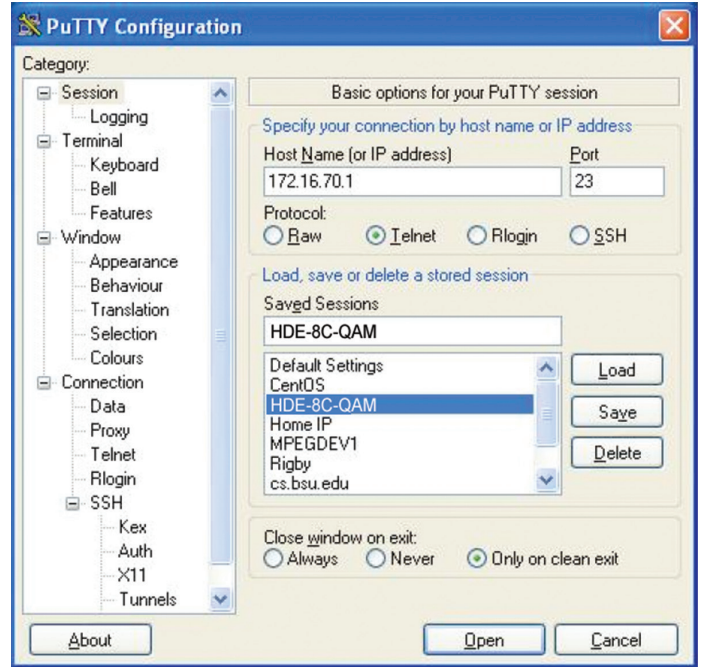 PuTTY Configuration
Category:
Session
Logging
Terminal
Keyboard
Bell
Features
Window
Appearance
Behaviour
Translation
Selection
Colours
Connection
Data
Proxy
Telnet
Rlogin
SSH
Kex
Auth
X11
Tunnels
Basic options for your PuTTY session
Specify your connection by host name or IP address
Host Name (or IP address) Port
172.16.70.1 23
Protocol:
Raw Telnet Rlogin SSH
Load, save or delete a stored session
Saved Sessions
HDE-8C-QAM
Default Settings
CentOS
HDE-8C-QAM
Home IP
MPEGDEV1
Rigby
cs.bsu.edu
Load
Save
Delete
Close window on exit:
Always Never Only on clean exit
About Open Cancel